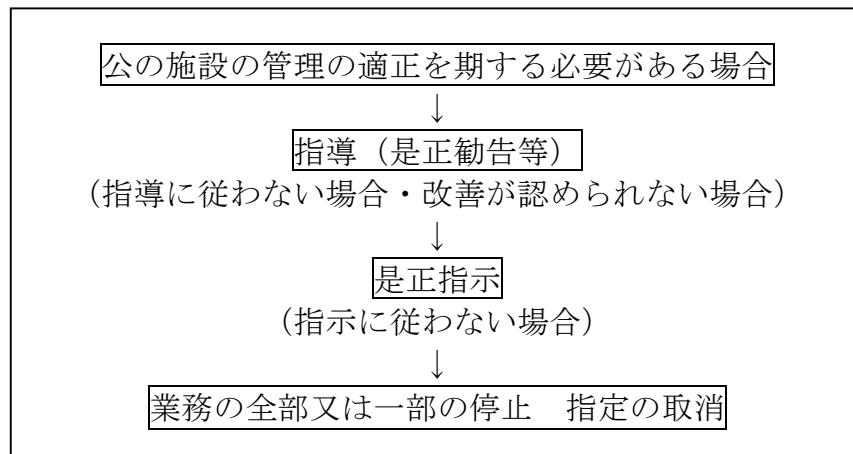 公の施設の管理の適正を期する必要がある場合
↓
指導（是正勧告等）
（指導に従わない場合・改善が認められない場合）
↓
是正指示
（指示に従わない場合）
↓
業務の全部又は一部の停止　指定の取消